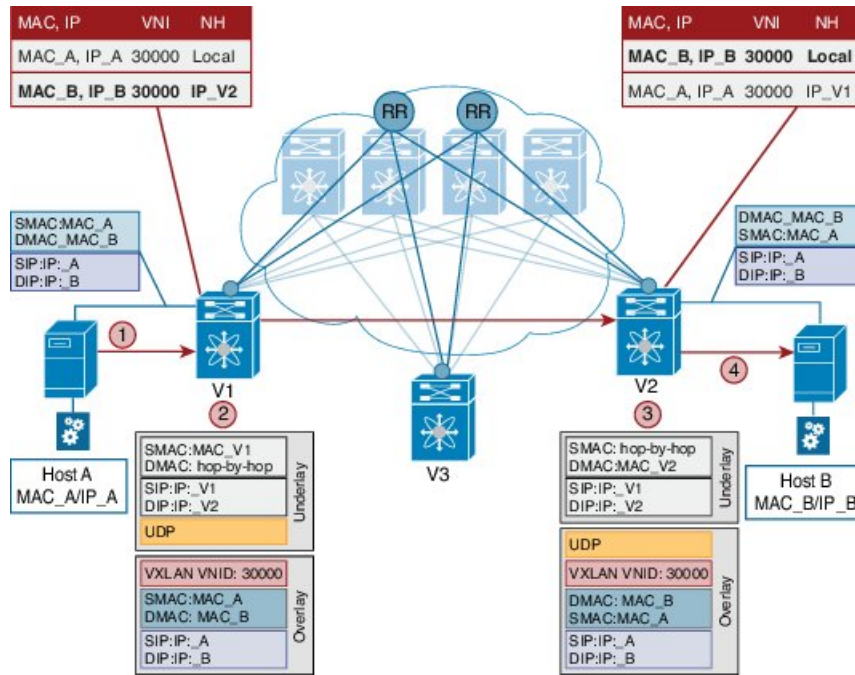 MAC, IP VNI NH
MAC_A, IP_A 30000 Local
MAC_B, IP_B 30000 IP_V2
MAC, IP VNI NH
MAC_B, IP_B 30000 Local
MAC_A, IP_A 30000 IP_V1
RR
RR
SMAC:MAC_A
DMAC_MAC_B
SIP:IP:_A
DIP:IP:_B
DMAC_MAC_B
SMAC:MAC_A
SIP:IP:_A
DIP:IP:_B
1
V1
2
V2
3
4
V3
Host A
MAC_A/IP_A
Host B
MAC_B/IP_B
SMAC:MAC_V1
DMAC: hop-by-hop
SIP:IP:_V1
DIP:IP:_V2
UDP
Underlay
VXLAN VNID: 30000
SMAC:MAC_A
DMAC: MAC_B
SIP:IP:_A
DIP:IP:_B
Overlay
SMAC: hop-by-hop
DMAC:MAC_V2
SIP:IP:_V1
DIP:IP:_V2
Underlay
UDP
VXLAN VNID: 30000
DMAC: MAC_B
SMAC:MAC_A
SIP:IP:_A
DIP:IP:_B
Overlay